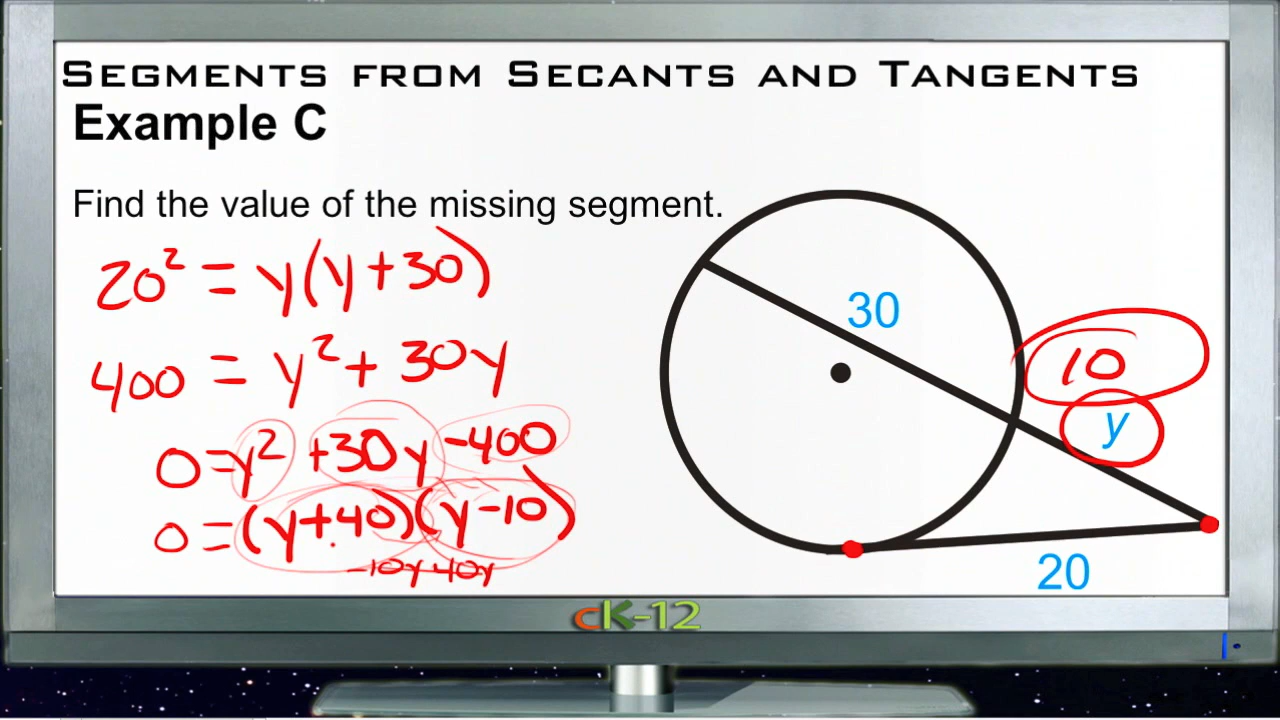 SEGMENTS FROM SECANTS AND TANGENTS
Example C
Find the value of the missing segment.
20² = y(y+30)
400 = y² + 30y
0=y² +30y -400
0=(y+40)(y-10)
-10y 40y
30
10
y
20
cK-12